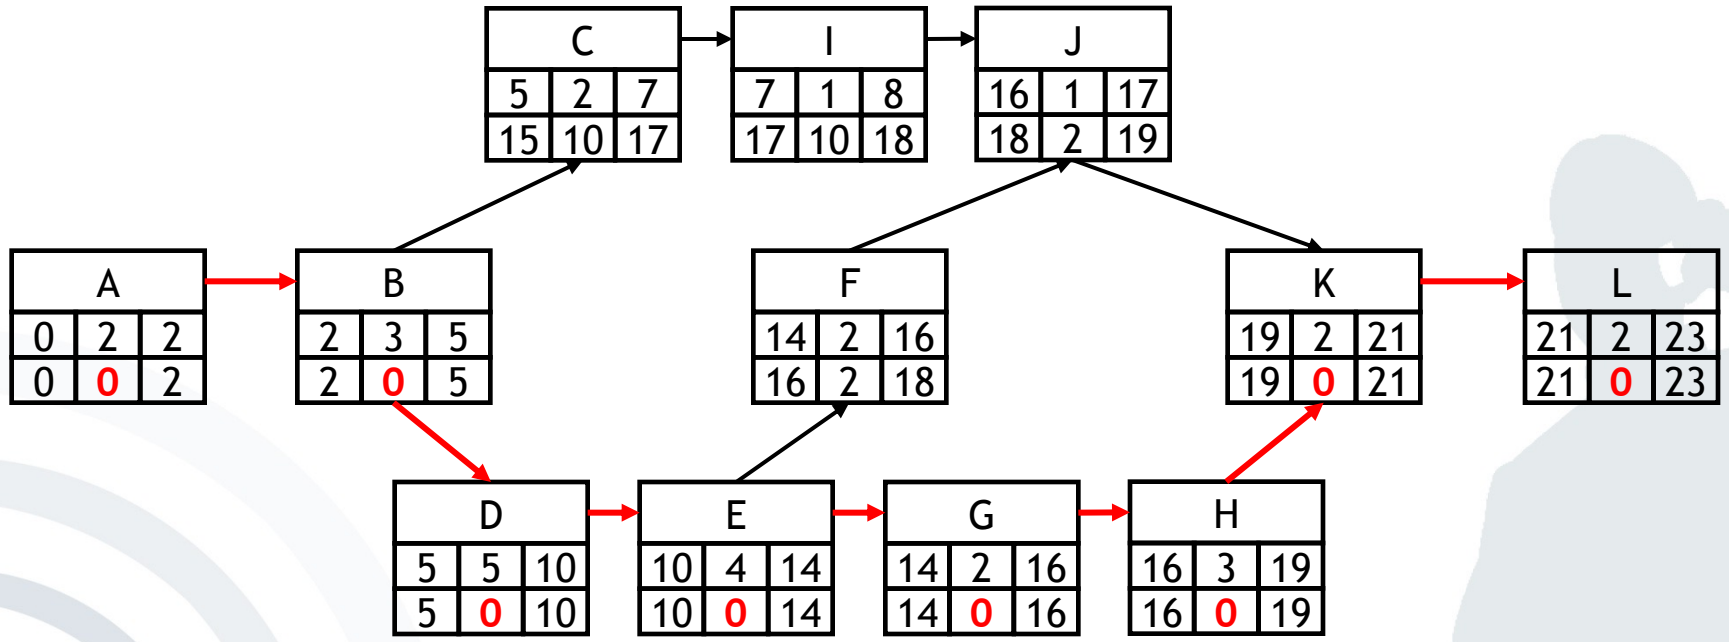 C
5 2 7
15 10 17
I
7 1 8
17 10 18
J
16 1 17
18 2 19
A
0 2 2
0 0 2
B
2 3 5
2 0 5
F
14 2 16
16 2 18
K
19 2 21
19 0 21
L
21 2 23
21 0 23
D
5 5 10
5 0 10
E
10 4 14
10 0 14
G
14 2 16
14 0 16
H
16 3 19
16 0 19